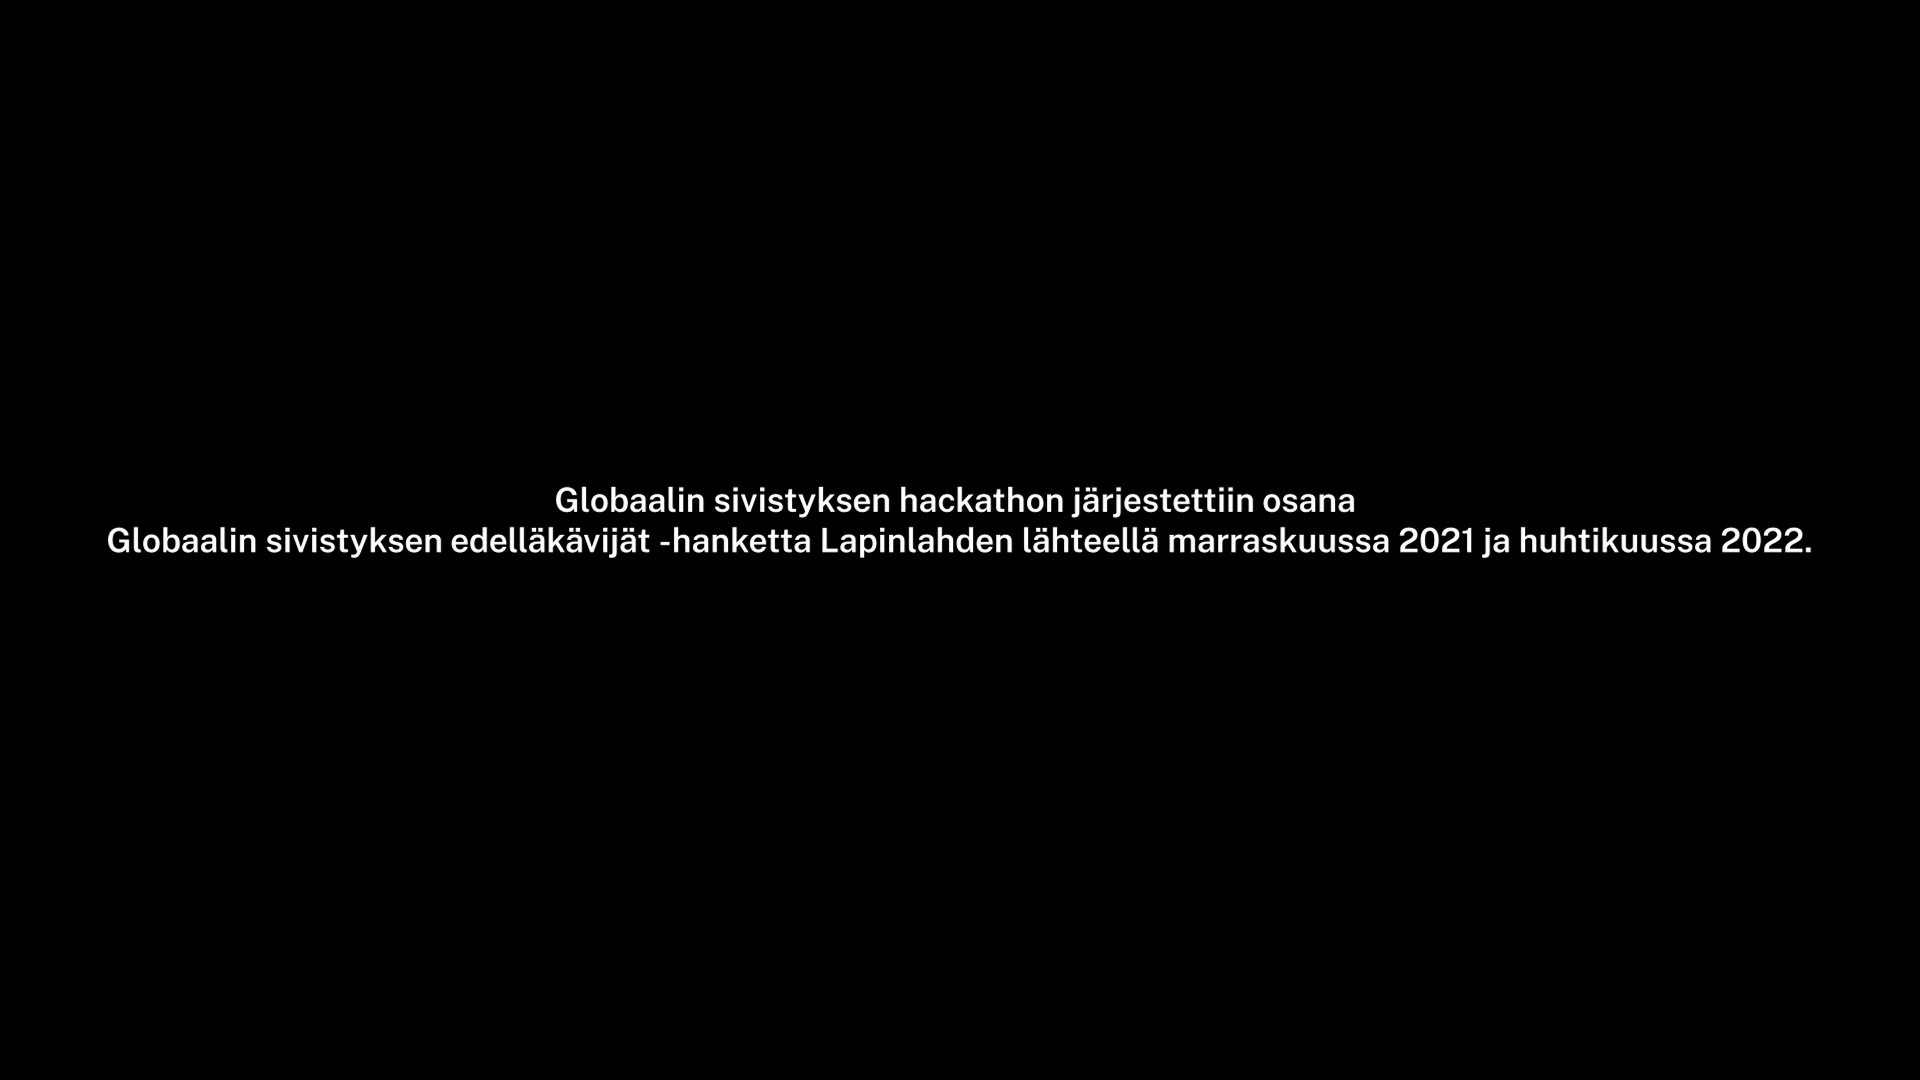 Globaalin sivistyksen hackathon järjestettiin osana
Globaalin sivistyksen edelläkävijät -hanketta Lapinlahden lähteellä marraskuussa 2021 ja huhtikuussa 2022.